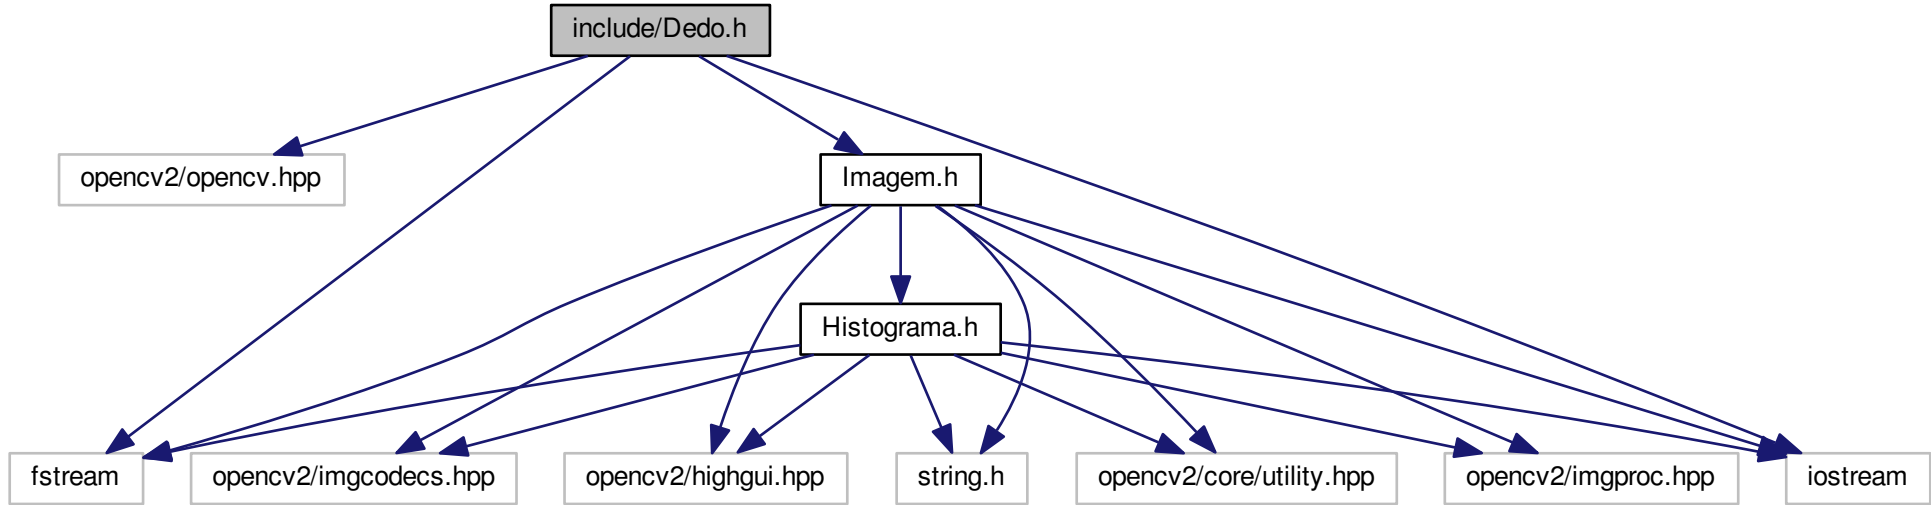 include/Dedo.h
opencv2/opencv.hpp
Imagem.h
Histograma.h
fstream
opencv2/imgcodecs.hpp
opencv2/highgui.hpp
string.h
opencv2/core/utility.hpp
opencv2/imgproc.hpp
iostream